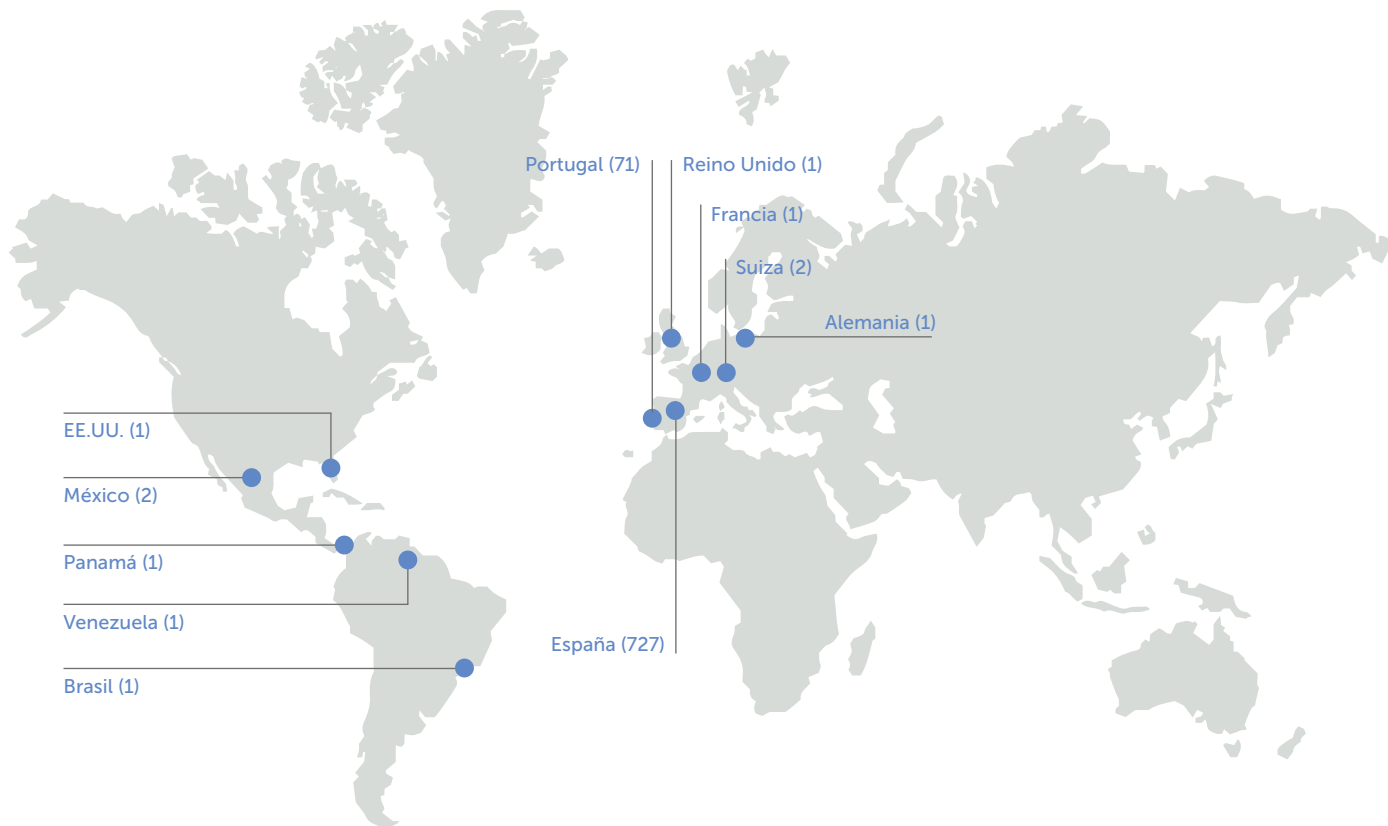 Portugal (71)
Reino Unido (1)
Francia (1)
Suiza (2)
Alemania (1)
EE.UU. (1)
México (2)
Panamá (1)
Venezuela (1)
España (727)
Brasil (1)